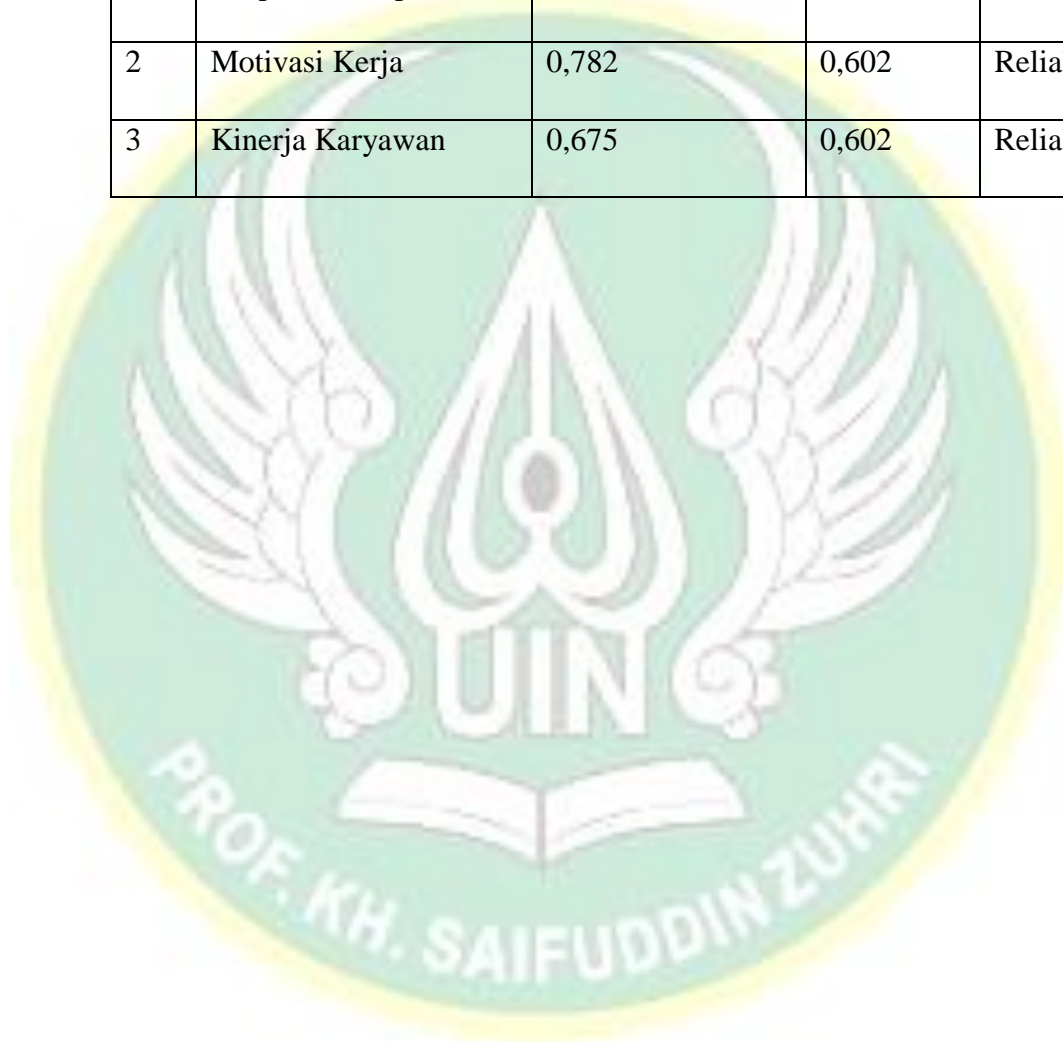 2 Motivasi Kerja 0,782 0,602 Relia
3 Kinerja Karyawan 0,675 0,602 Relia
UIN
PROF. KH. SAIFUDDIN ZUHRI